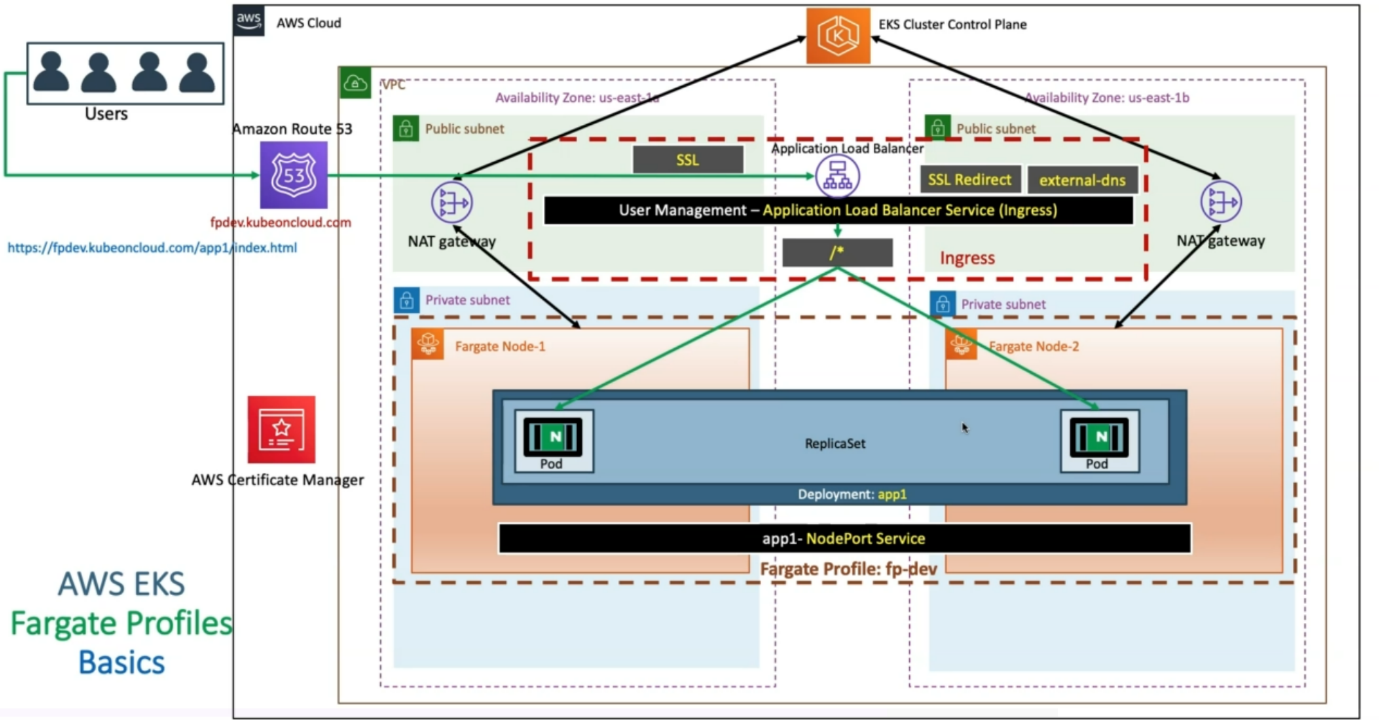 aws
AWS Cloud
EKS Cluster Control Plane
Users
VPC
Availability Zone: us-east-1a
Availability Zone: us-east-1b
Amazon Route 53
53
fpdev.kubeoncloud.com
https://fpdev.kubeoncloud.com/app1/index.html
Public subnet
Public subnet
SSL
Application Load Balancer
SSL Redirect
external-dns
User Management – Application Load Balancer Service (Ingress)
NAT gateway
NAT gateway
/*
Ingress
Private subnet
Private subnet
Fargate Node-1
Fargate Node-2
K
N
Pod
ReplicaSet
N
Pod
Deployment: app1
AWS Certificate Manager
app1- NodePort Service
Fargate Profile: fp-dev
AWS EKS
Fargate Profiles
Basics